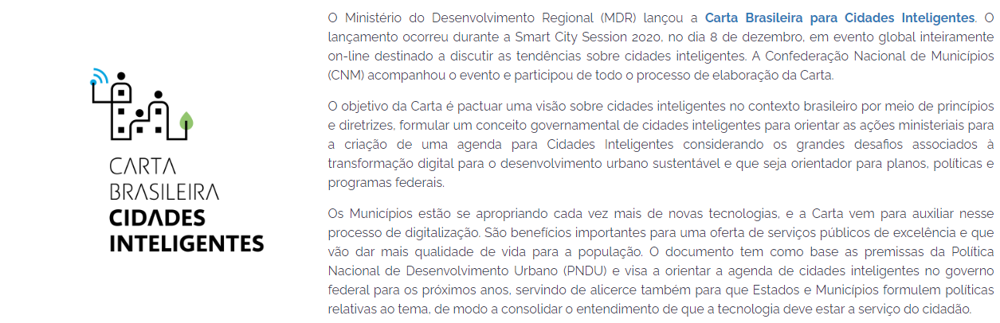 CARTA
BRASILEIRA
CIDADES
INTELIGENTES
O Ministério do Desenvolvimento Regional (MDR) lançou a Carta Brasileira para Cidades Inteligentes. O
lançamento ocorreu durante a Smart City Session 2020, no dia 8 de dezembro, em evento global inteiramente
on-line destinado a discutir as tendências sobre cidades inteligentes. A Confederação Nacional de Municípios
(CNM) acompanhou o evento e participou de todo o processo de elaboração da Carta.
O objetivo da Carta é pactuar uma visão sobre cidades inteligentes no contexto brasileiro por meio de princípios
e diretrizes, formular um conceito governamental de cidades inteligentes para orientar as ações ministeriais para
a criação de uma agenda para Cidades Inteligentes considerando os grandes desafios associados à
transformação digital para o desenvolvimento urbano sustentável e que seja orientador para planos, políticas e
programas federais.
Os Municípios estão se apropriando cada vez mais de novas tecnologias, e a Carta vem para auxiliar nesse
processo de digitalização. São benefícios importantes para uma oferta de serviços públicos de excelência e que
vão dar mais qualidade de vida para a população. O documento tem como base as premissas da Política
Nacional de Desenvolvimento Urbano (PNDU) e visa a orientar a agenda de cidades inteligentes no governo
federal para os próximos anos, servindo de alicerce também para que Estados e Municípios formulem políticas
relativas ao tema, de modo a consolidar o entendimento de que a tecnologia deve estar a serviço do cidadão.